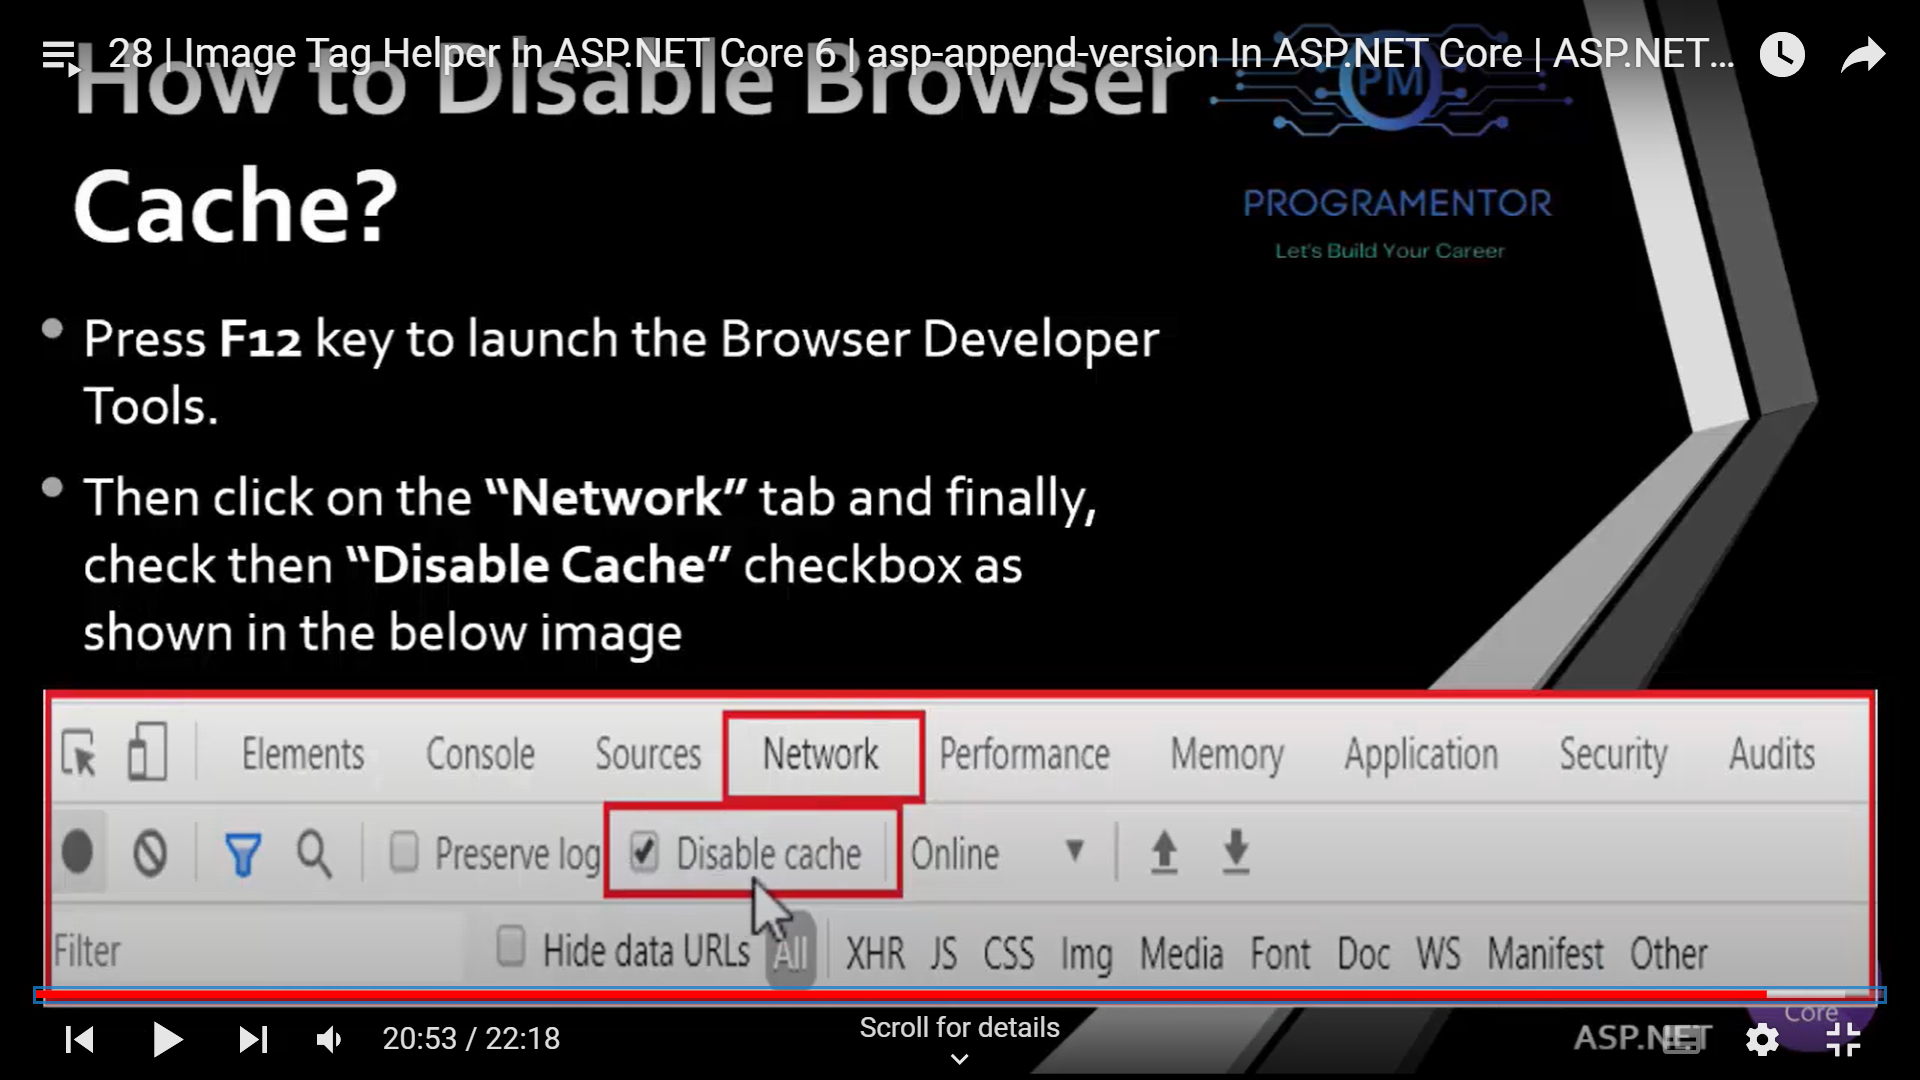 28 | Image Tag Helper In ASP.NET Core 6 | asp-append-version In ASP.NET Core | ASP.NET...
How to Disable Browser
Cache?
PM
PROGRAMENTOR
Let's Build Your Career
• Press F12 key to launch the Browser Developer
Tools.
• Then click on the “Network” tab and finally,
check then “Disable Cache” checkbox as
shown in the below image
Elements Console Sources Network Performance Memory Application Security Audits
Preserve log Disable cache Online
Filter Hide data URLs All XHR JS CSS Img Media Font Doc WS Manifest Other
20:53 / 22:18
Scroll for details
ASP.NET
Core